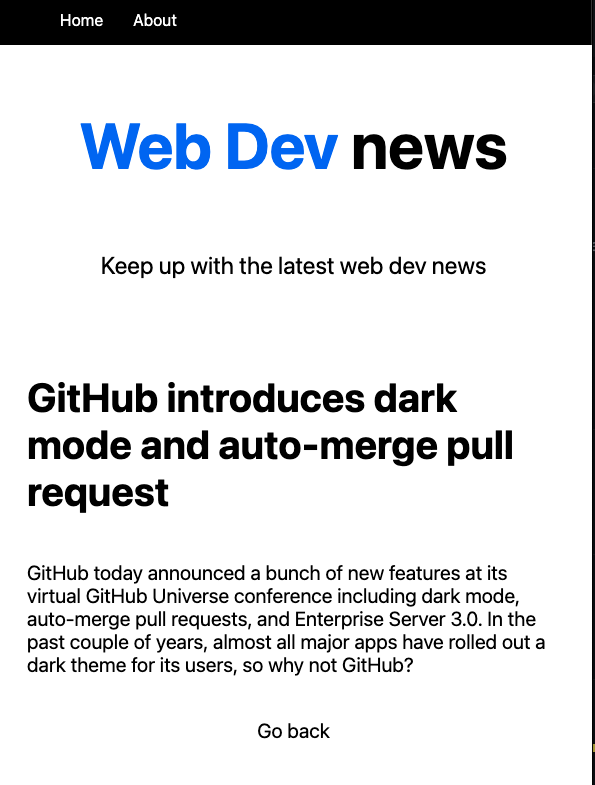 Home About
Web Dev news
Keep up with the latest web dev news
GitHub introduces dark
mode and auto-merge pull
request
GitHub today announced a bunch of new features at its
virtual GitHub Universe conference including dark mode,
auto-merge pull requests, and Enterprise Server 3.0. In the
past couple of years, almost all major apps have rolled out a
dark theme for its users, so why not GitHub?
Go back